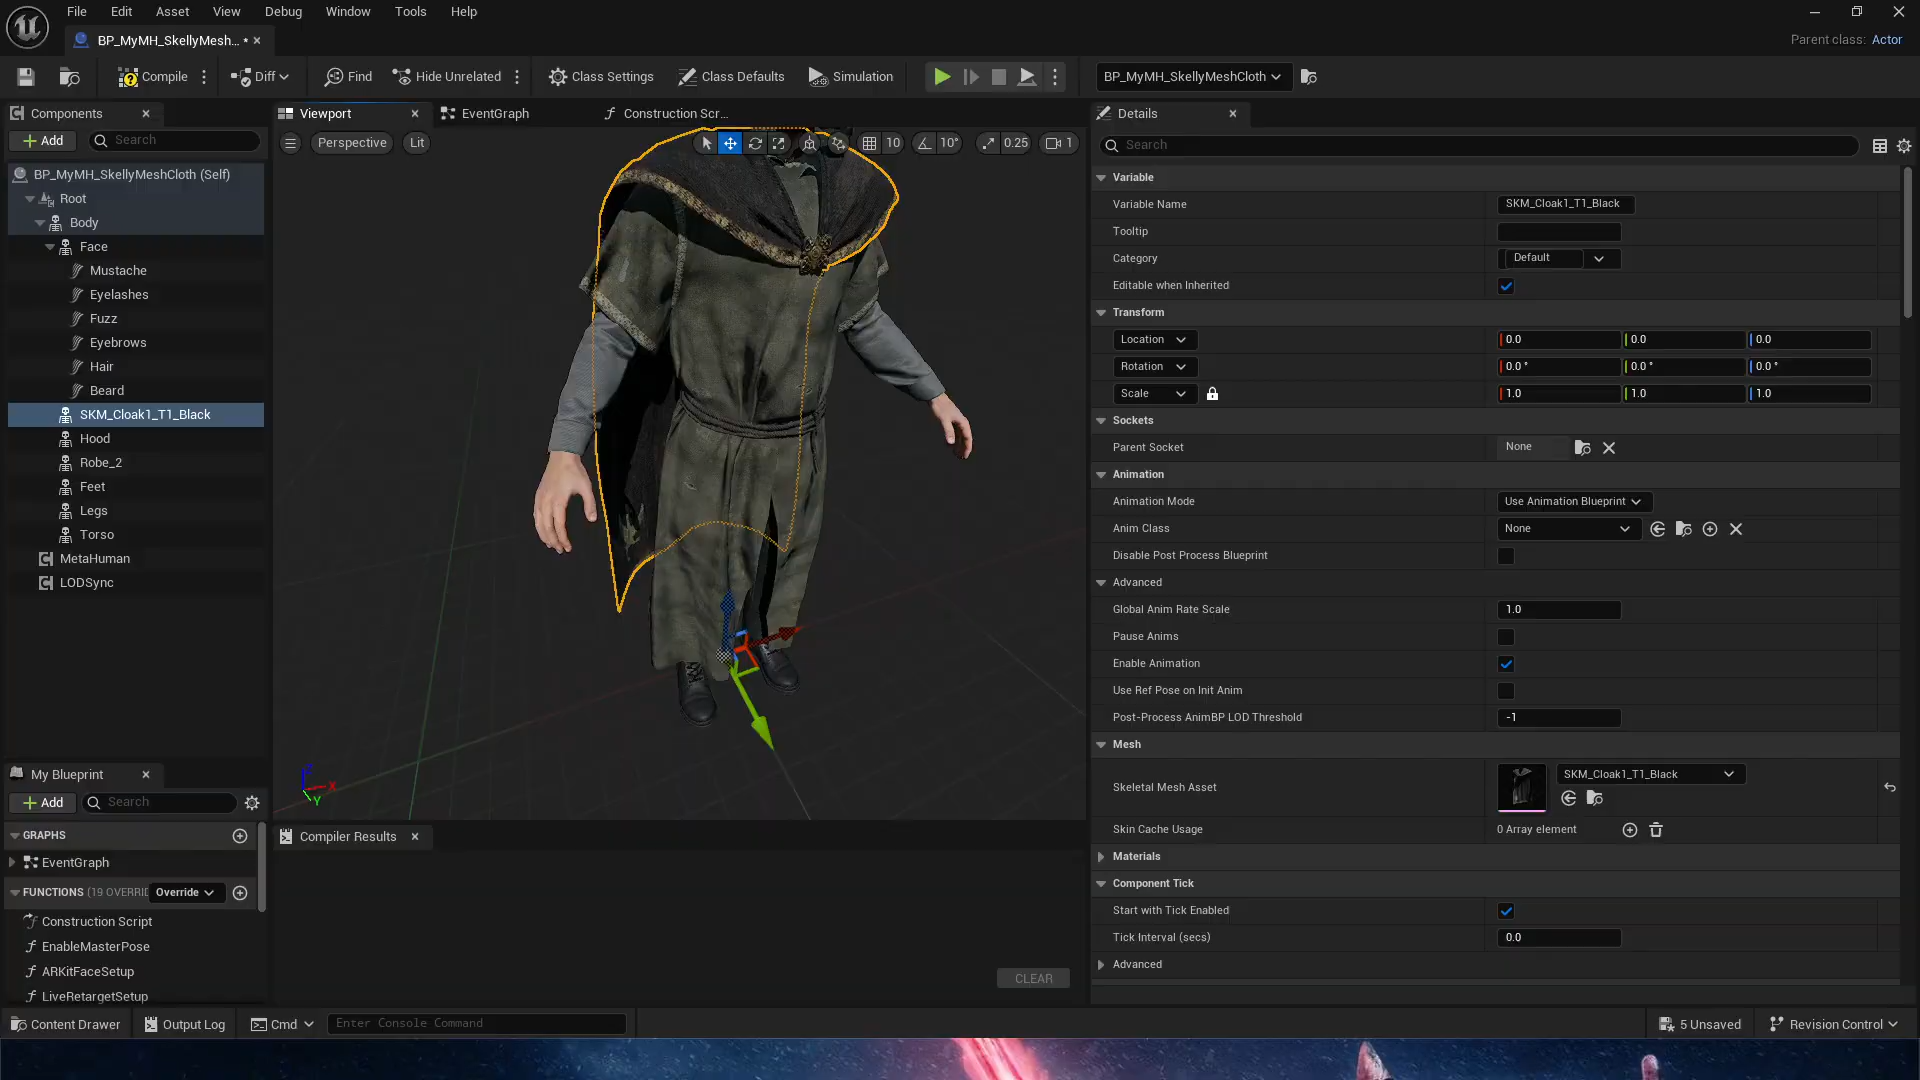 File Edit Asset View Debug Window Tools Help
BP_MyMH_SkellyMesh... •
Parent class: Actor
Compile Diff Find Hide Unrelated Class Settings Class Defaults Simulation BP_MyMH_SkellyMeshCloth
Components
Add Search
BP_MyMH_SkellyMeshCloth (Self)
Root
Body
Face
Mustache
Eyelashes
Fuzz
Eyebrows
Hair
Beard
SKM_Cloak1_T1_Black
Hood
Robe_2
Feet
Legs
Torso
MetaHuman
LODSync
My Blueprint
Add Search
GRAPHS
EventGraph
FUNCTIONS (19 OVERRID Override
Construction Script
EnableMasterPose
ARKitFaceSetup
LiveRetargetSetup
Viewport EventGraph Construction Scr...
Perspective Lit 10 10° 0.25 1
Z X Y
Compiler Results
CLEAR
Details
Search
Variable
Variable Name SKM_Cloak1_T1_Black
Tooltip
Category Default
Editable when Inherited
Transform
Location 0.0 0.0 0.0
Rotation 0.0 ° 0.0 ° 0.0 °
Scale 1.0 1.0 1.0
Sockets
Parent Socket None
Animation
Animation Mode Use Animation Blueprint
Anim Class None
Disable Post Process Blueprint
Advanced
Global Anim Rate Scale 1.0
Pause Anims
Enable Animation
Use Ref Pose on Init Anim
Post-Process AnimBP LOD Threshold -1
Mesh
Skeletal Mesh Asset SKM_Cloak1_T1_Black
Skin Cache Usage 0 Array element
Materials
Component Tick
Start with Tick Enabled
Tick Interval (secs) 0.0
Advanced
Content Drawer Output Log Cmd Enter Console Command 5 Unsaved Revision Control